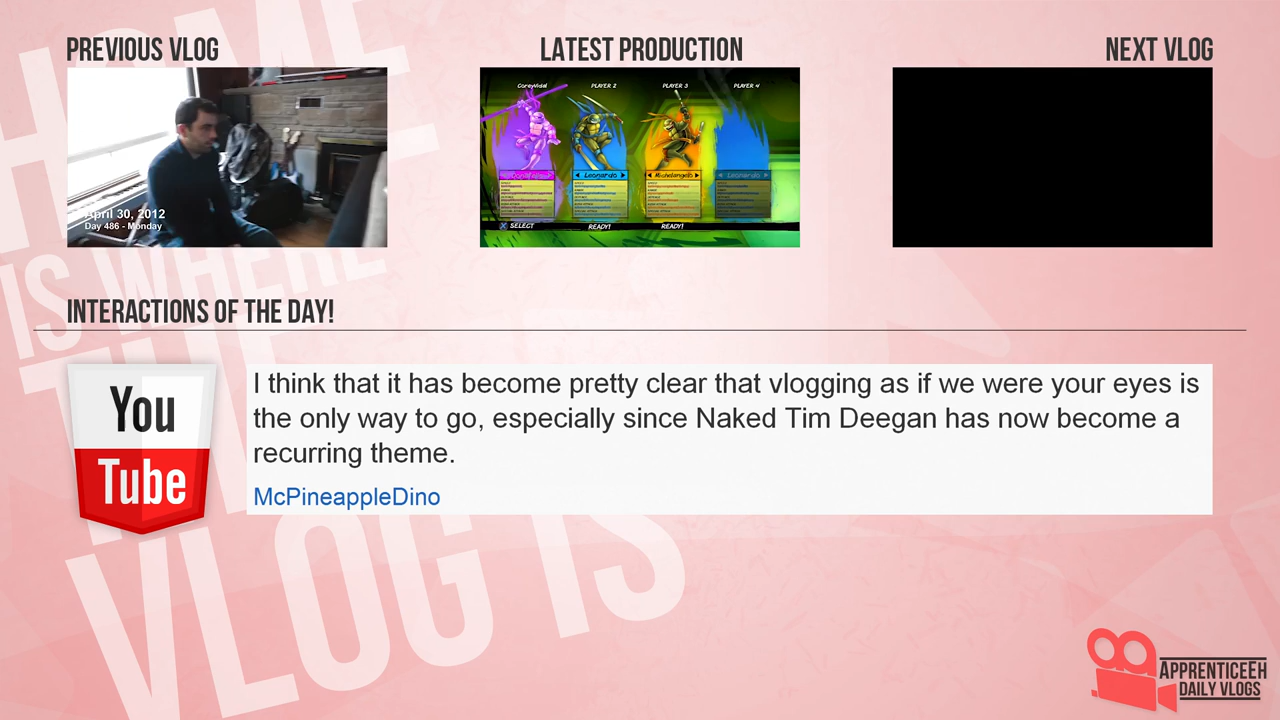 HOME
IS WHERE
THE
VLOG IS
PREVIOUS VLOG
LATEST PRODUCTION
NEXT VLOG
April 30, 2012
Day 486 - Monday
CoreyVidal
PLAYER 2
PLAYER 3
PLAYER 4
Donatello
Leonardo
Michelangelo
Leonardo
SELECT
READY!
READY!
INTERACTIONS OF THE DAY!
You
Tube
I think that it has become pretty clear that vlogging as if we were your eyes is
the only way to go, especially since Naked Tim Deegan has now become a
recurring theme.
McPineappleDino
APPRENTICEEH
DAILY VLOGS